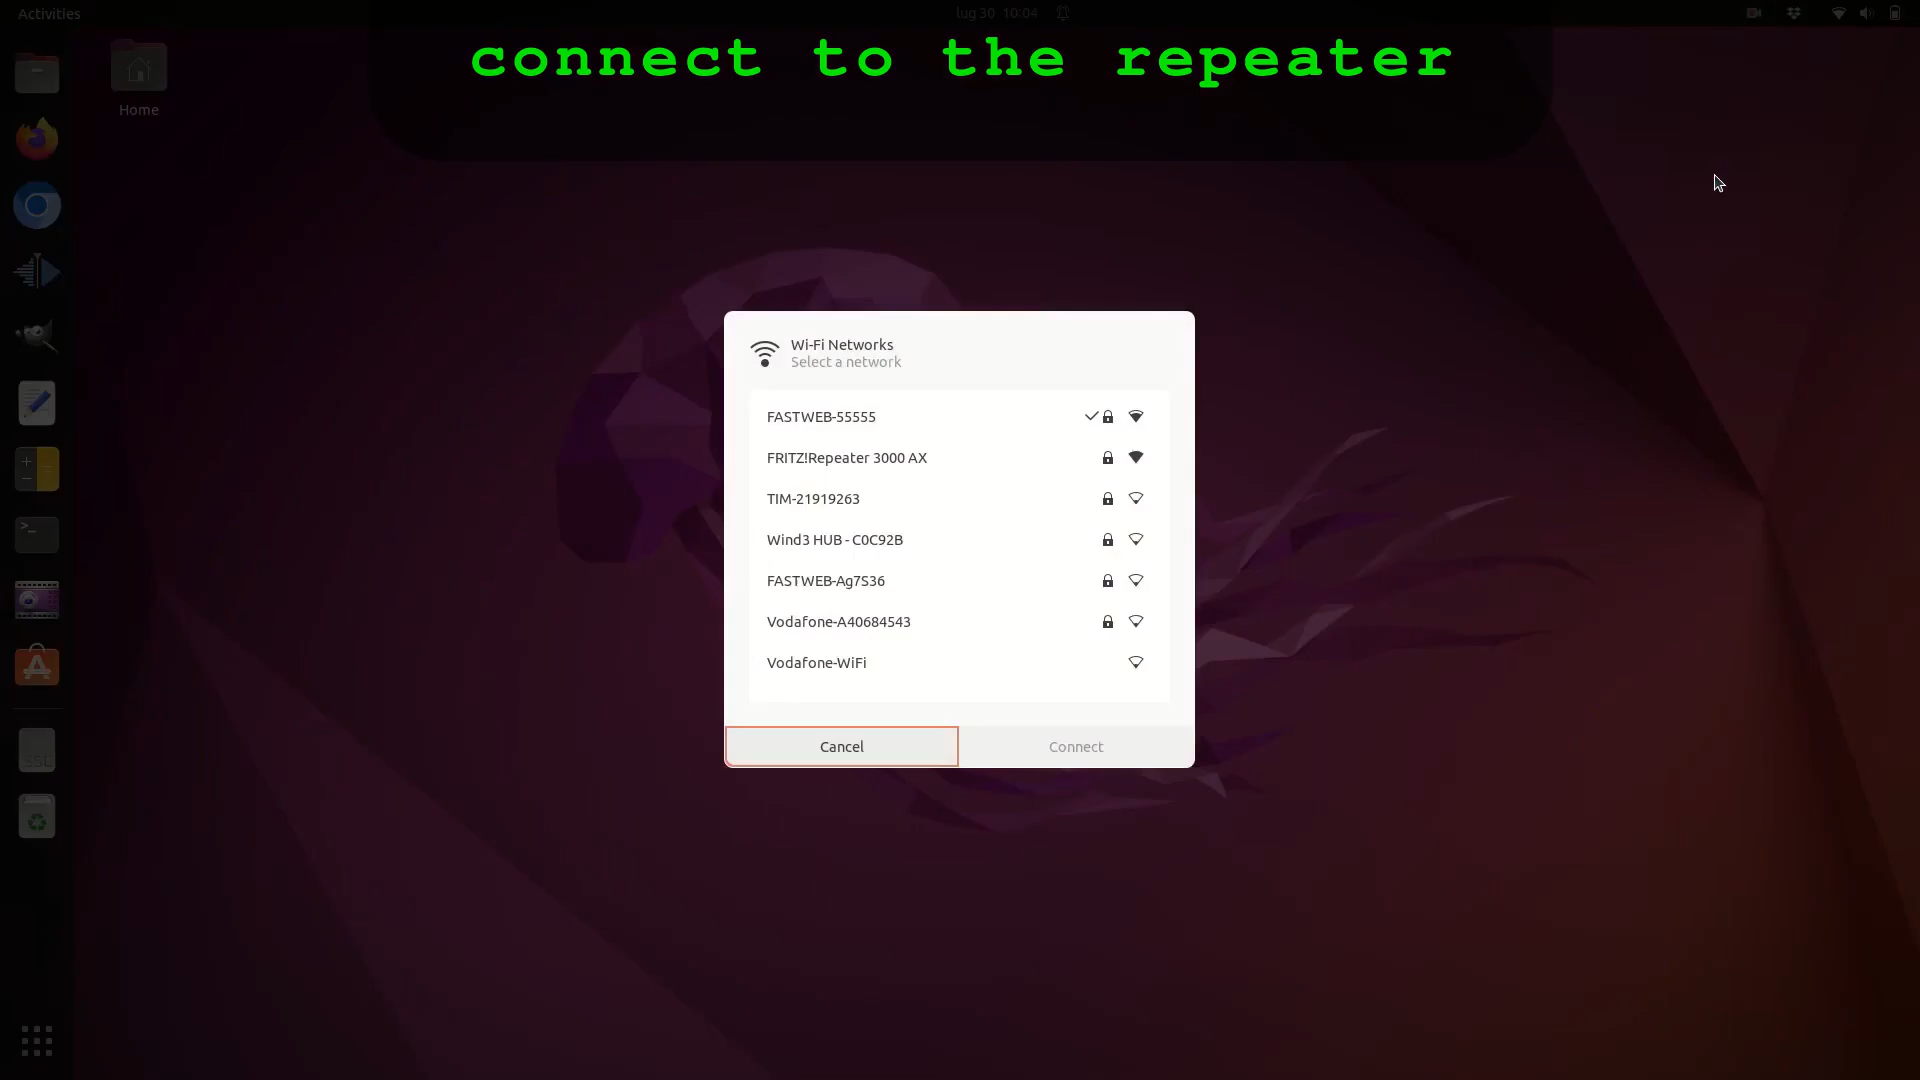 Activities
lug 30 10:04
connect to the repeater
Home
Wi-Fi Networks
Select a network
FASTWEB-55555
FRITZ!Repeater 3000 AX
TIM-21919263
Wind3 HUB - C0C92B
FASTWEB-Ag7S36
Vodafone-A40684543
Vodafone-WiFi
Cancel
Connect
SSL